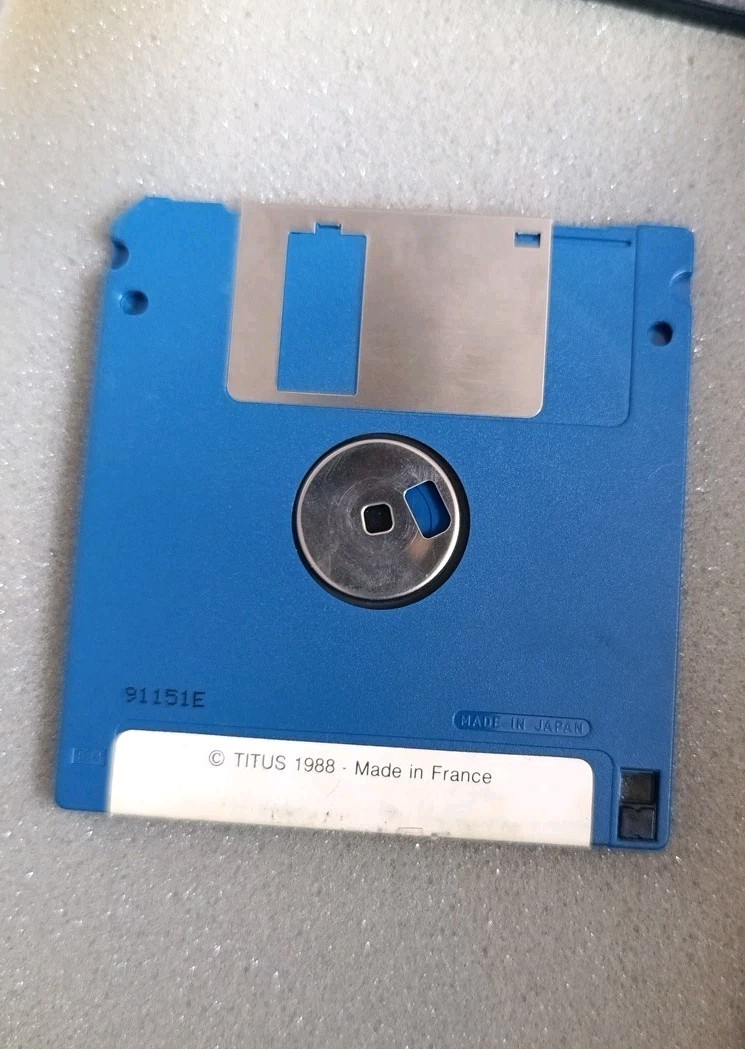 91151E
MADE IN JAPAN
© TITUS 1988 - Made in France